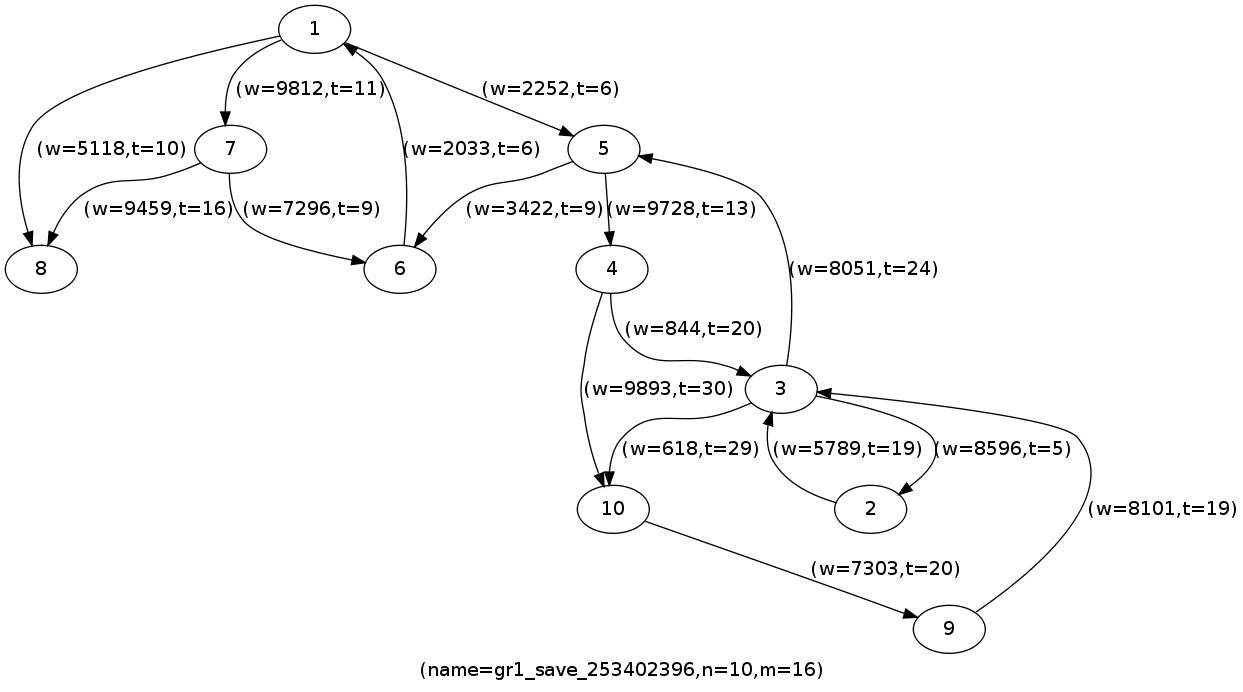 1
(w=9812,t=11)
(w=2252,t=6)
(w=5118,t=10)
7
(w=2033,t=6)
5
(w=9459,t=16)
(w=7296,t=9)
(w=3422,t=9)
(w=9728,t=13)
8
6
4
(w=8051,t=24)
(w=844,t=20)
(w=9893,t=30)
3
(w=618,t=29)
(w=5789,t=19)
(w=8596,t=5)
10
2
(w=8101,t=19)
(w=7303,t=20)
9
(name=gr1_save_253402396,n=10,m=16)